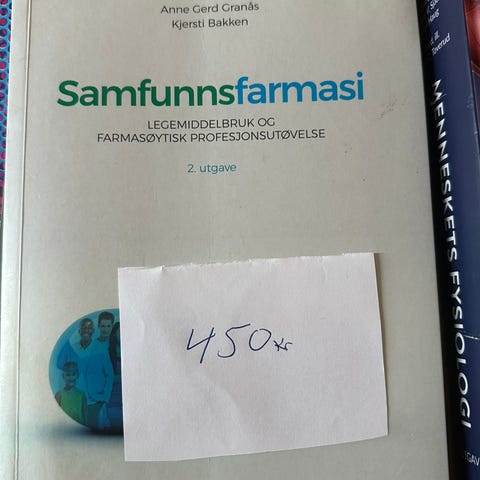 Anne Gerd Granås
Kjersti Bakken
Samfunnsfarmasi
LEGEMIDDELBRUK OG
FARMASØYTISK PROFESJONSUTØVELSE
2. utgave
450 kr
MENNESKETS FYSIOLOGI